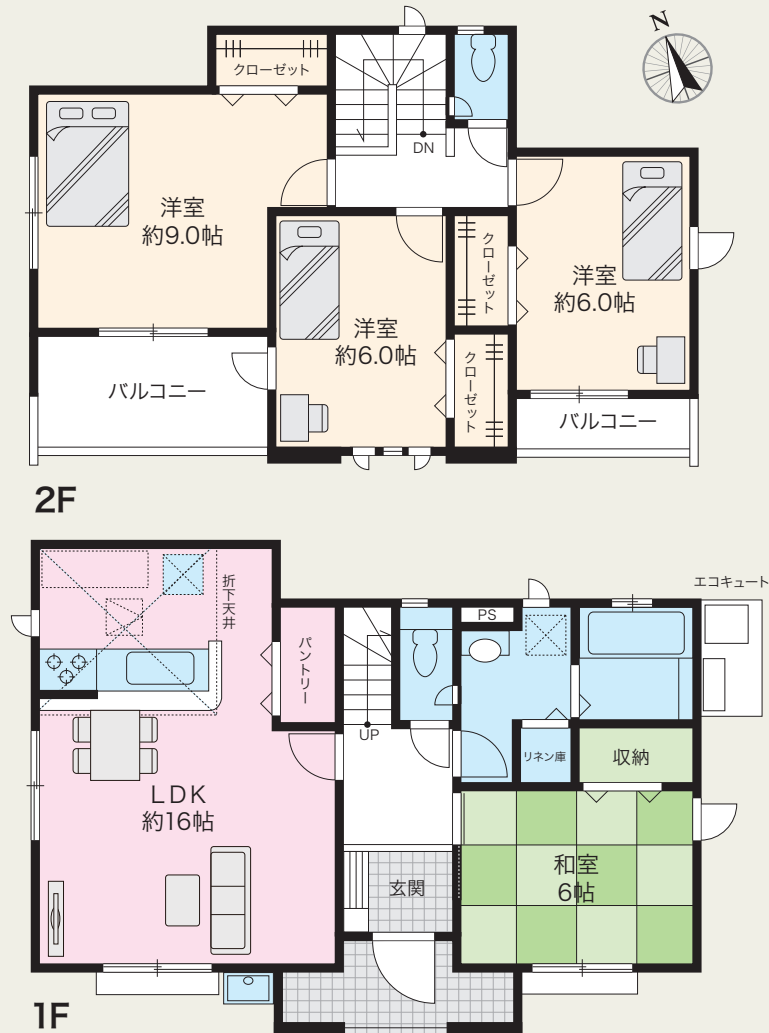 N
クローゼット
DN
洋室
約9.0帖
クローゼット
洋室
約6.0帖
洋室
約6.0帖
クローゼット
バルコニー
バルコニー
2F
エコキュート
折下天井
PS
パントリー
UP
リネン庫
収納
LDK
約16帖
和室
6帖
玄関
1F